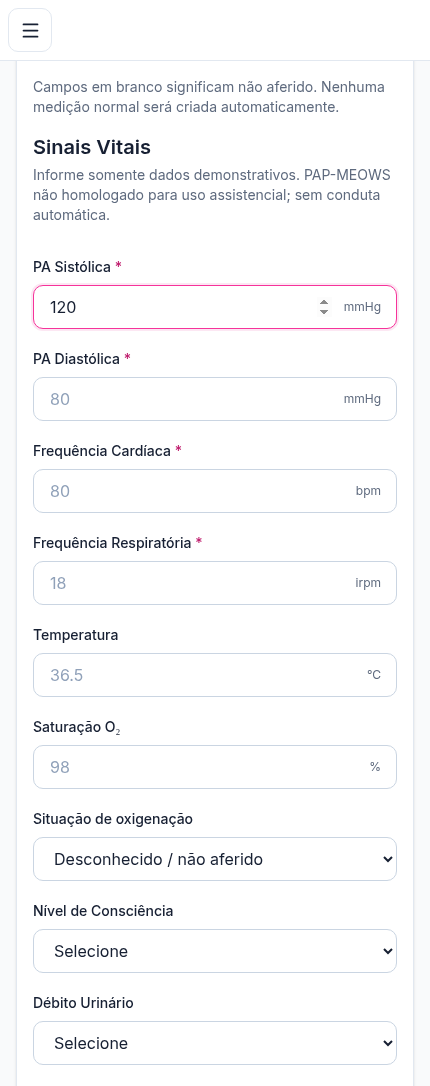 Campos em branco significam não aferido. Nenhuma
medição normal será criada automaticamente.
Sinais Vitais
Informe somente dados demonstrativos. PAP-MEOWS
não homologado para uso assistencial; sem conduta
automática.
PA Sistólica *
120 mmHg
PA Diastólica *
80 mmHg
Frequência Cardíaca *
80 bpm
Frequência Respiratória *
18 irpm
Temperatura
36.5 °C
Saturação O₂
98 %
Situação de oxigenação
Desconhecido / não aferido
Nível de Consciência
Selecione
Débito Urinário
Selecione